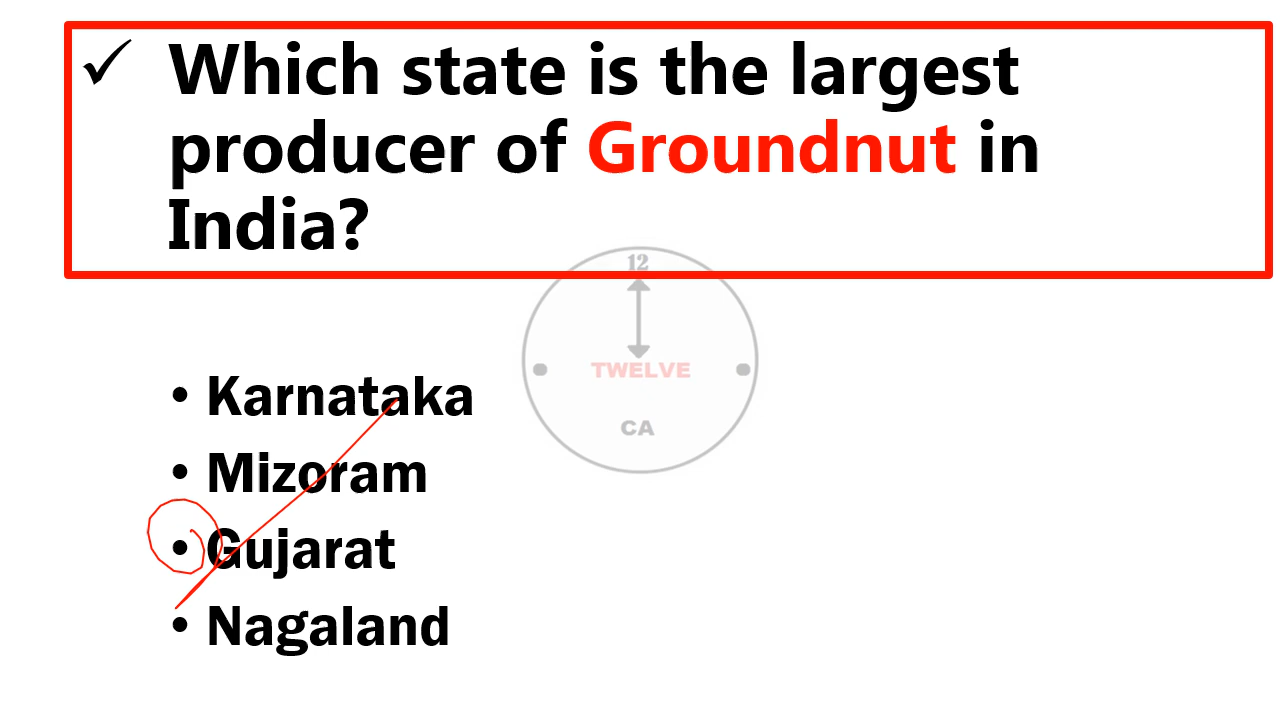 ✓ Which state is the largest
producer of Groundnut in
India?
12
TWELVE
CA
• Karnataka
• Mizoram
• Gujarat
• Nagaland